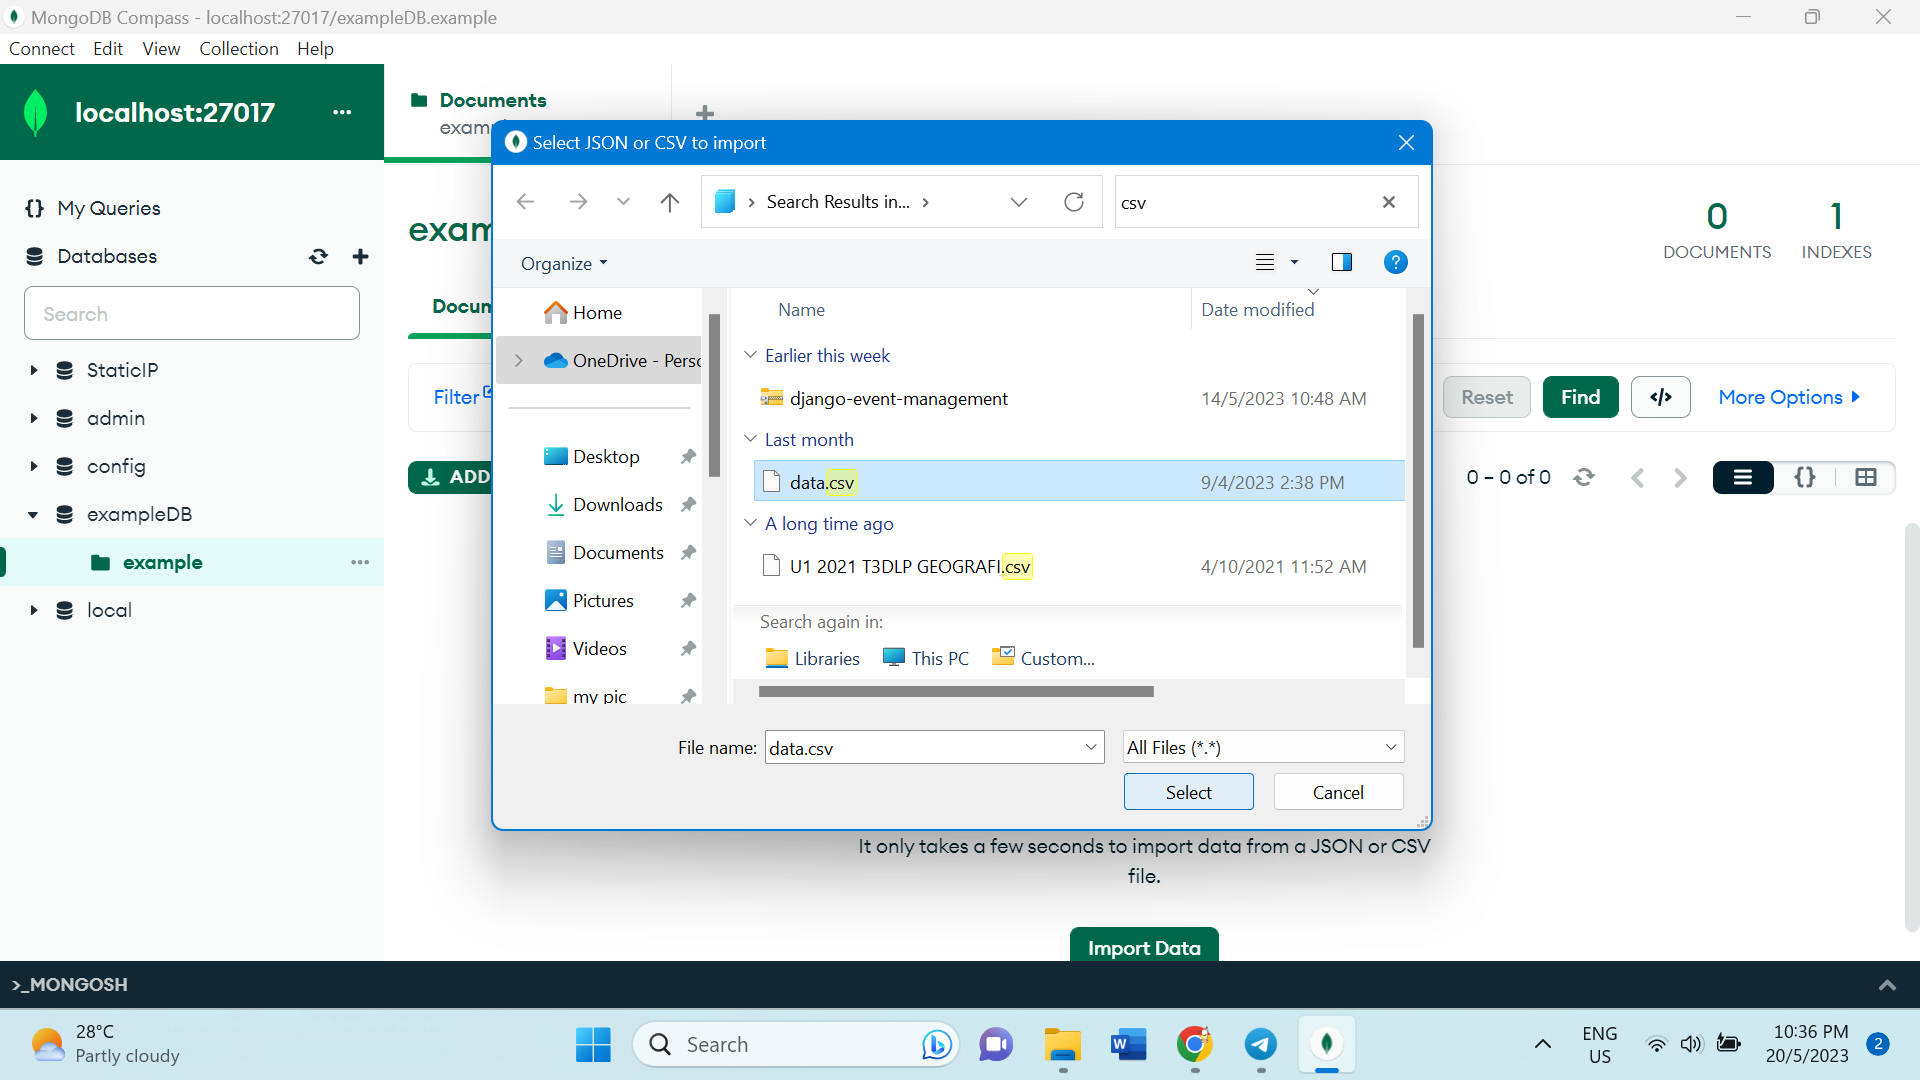 MongoDB Compass - localhost:27017/exampleDB.example
Connect Edit View Collection Help
localhost:27017
Documents
My Queries
Databases
Search
StaticIP
admin
config
exampleDB
example
local
Select JSON or CSV to import
Search Results in...
csv
Organize
Home
OneDrive -
Desktop
Downloads
Documents
Pictures
Videos
my pic
Name Date modified
Earlier this week
django-event-management 14/5/2023 10:48 AM
Last month
data.csv 9/4/2023 2:38 PM
A long time ago
U1 2021 T3DLP GEOGRAFI.csv 4/10/2021 11:52 AM
Search again in:
Libraries This PC Custom...
File name: data.csv All Files (*.*)
Select Cancel
0 1
DOCUMENTS INDEXES
Filter
Reset Find </> More Options
ADD
0 – 0 of 0 {}
It only takes a few seconds to import data from a JSON or CSV
file.
Import Data
>_MONGOSH
28°C
Partly cloudy
Search
ENG
US
10:36 PM
20/5/2023
2